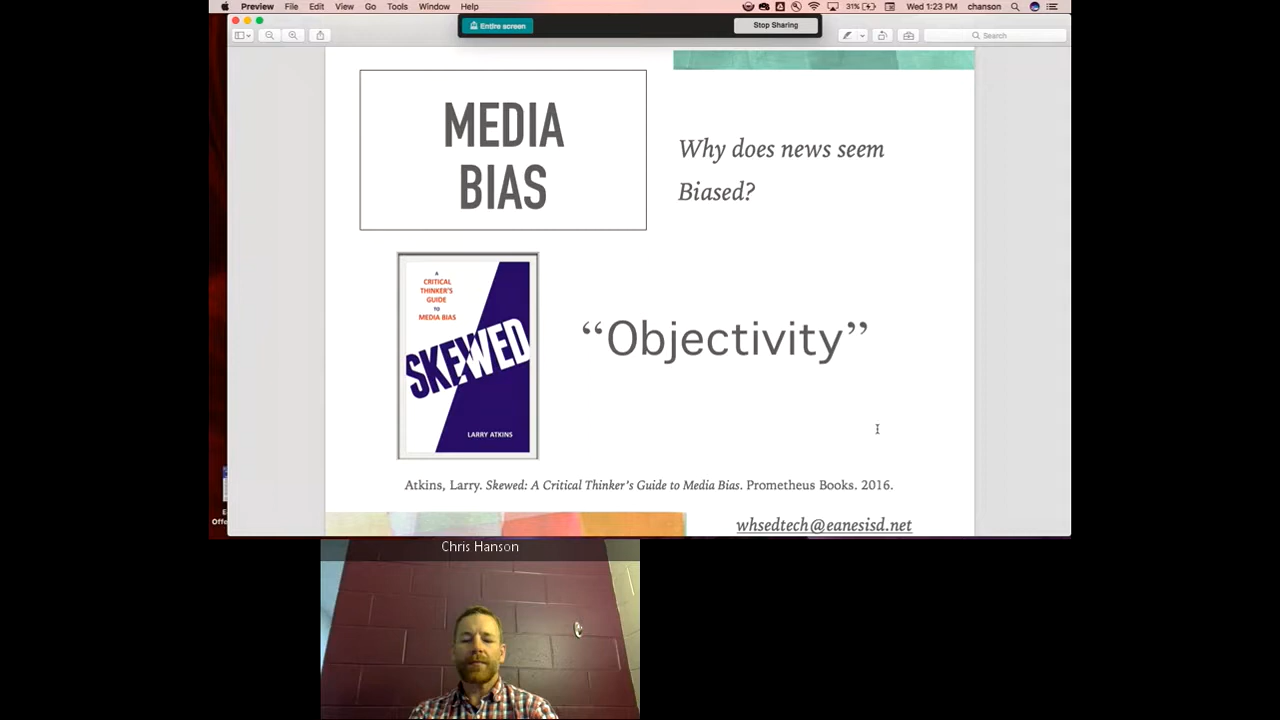 Preview File Edit View Go Tools Window Help 31% Wed 1:23 PM chanson
Entire screen Stop Sharing
Search
MEDIA
BIAS
Why does news seem
Biased?
A
CRITICAL
THINKER'S
GUIDE
TO
MEDIA BIAS
SKEWED
LARRY ATKINS
“Objectivity”
Atkins, Larry. Skewed: A Critical Thinker’s Guide to Media Bias. Prometheus Books. 2016.
whsedtech@eanesisd.net
Chris Hanson